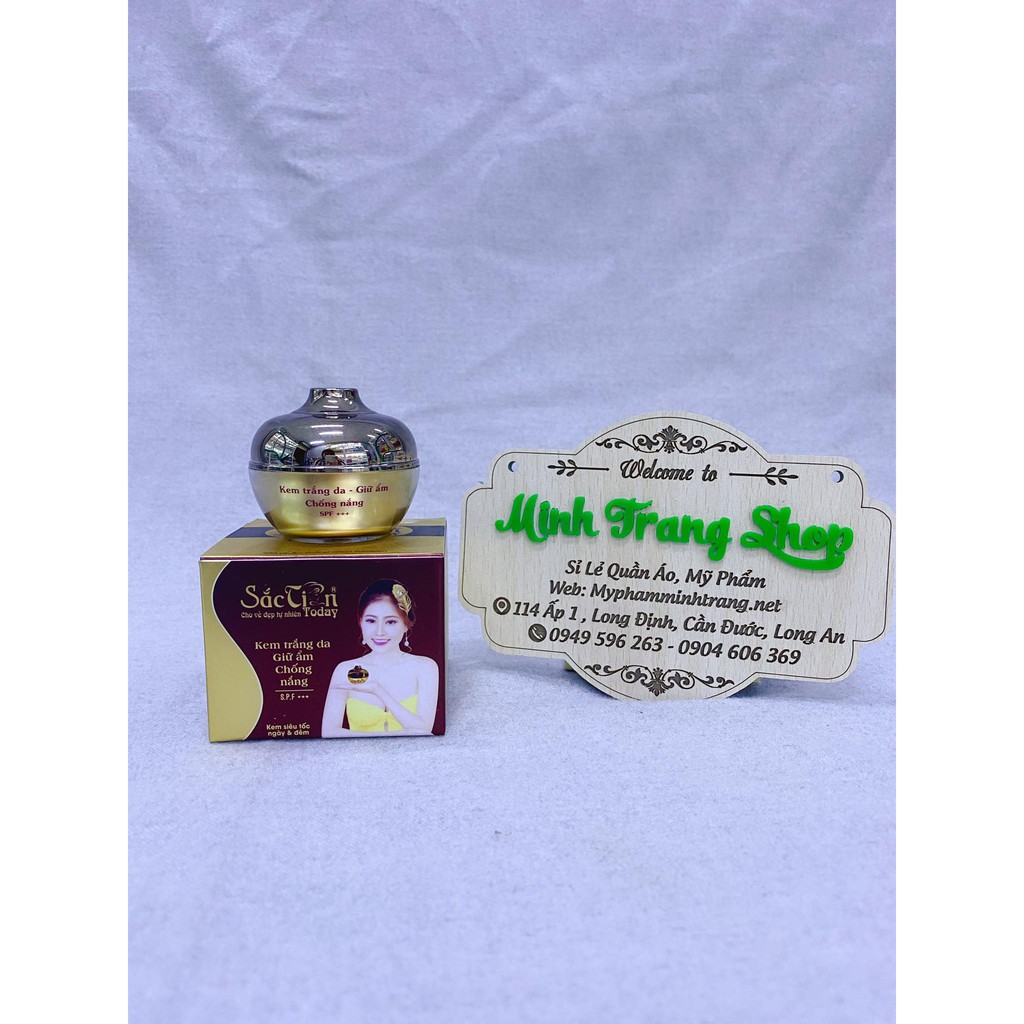 Kem trắng da - Giữ ẩm
Chống nắng
SPF +++
Sắc Tiên ®
Cho vẻ đẹp tự nhiên Today
Kem trắng da
Giữ ẩm
Chống
nắng
S.P.F +++
Kem siêu tốc
ngày & đêm
Welcome to
Minh Trang Shop
Sỉ Lẻ Quần Áo, Mỹ Phẩm
Web: Myphamminhtrang.net
114 Ấp 1 , Long Định, Cần Đước, Long An
0949 596 263 - 0904 606 369